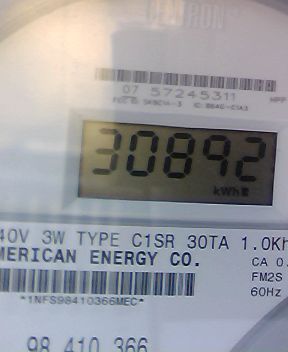 CENTRON
07 57245311
30892
kWh
40V 3W TYPE C1SR 30TA 1.0Kh
MERICAN ENERGY CO.
CA 0.
FM2S
60Hz
*1NFS98410366MEC*
98 410 366